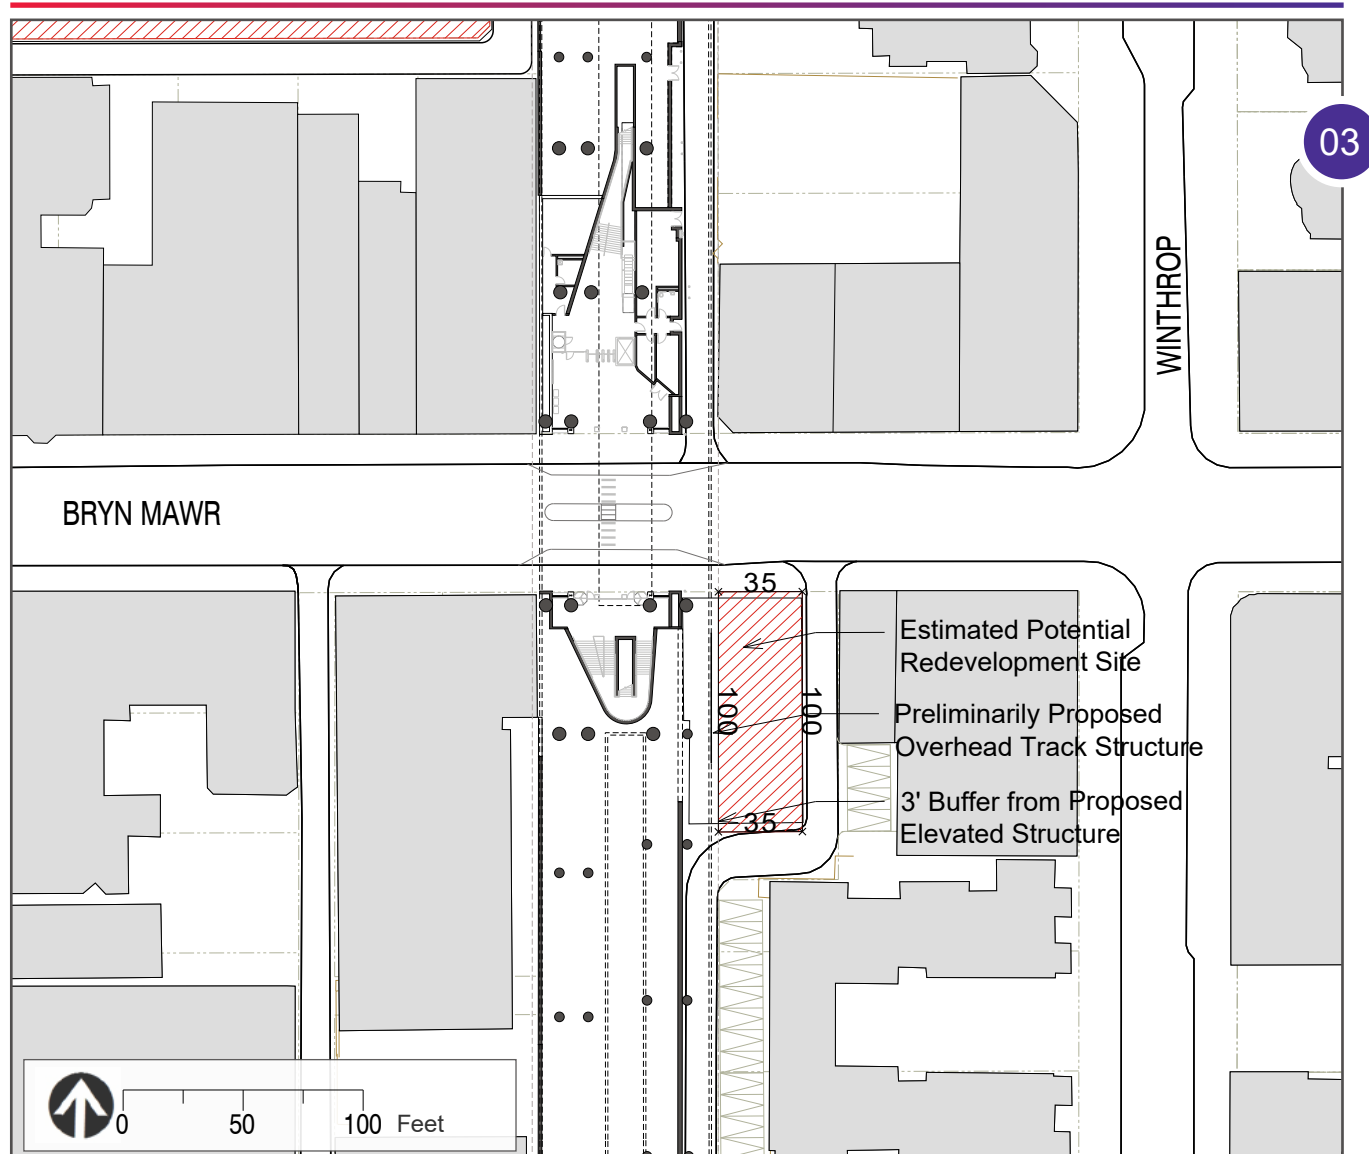 03
WINTHROP
BRYN MAWR
35
Estimated Potential
Redevelopment Site
100
100
Preliminarily Proposed
Overhead Track Structure
3' Buffer from Proposed
Elevated Structure
35
0 50 100 Feet